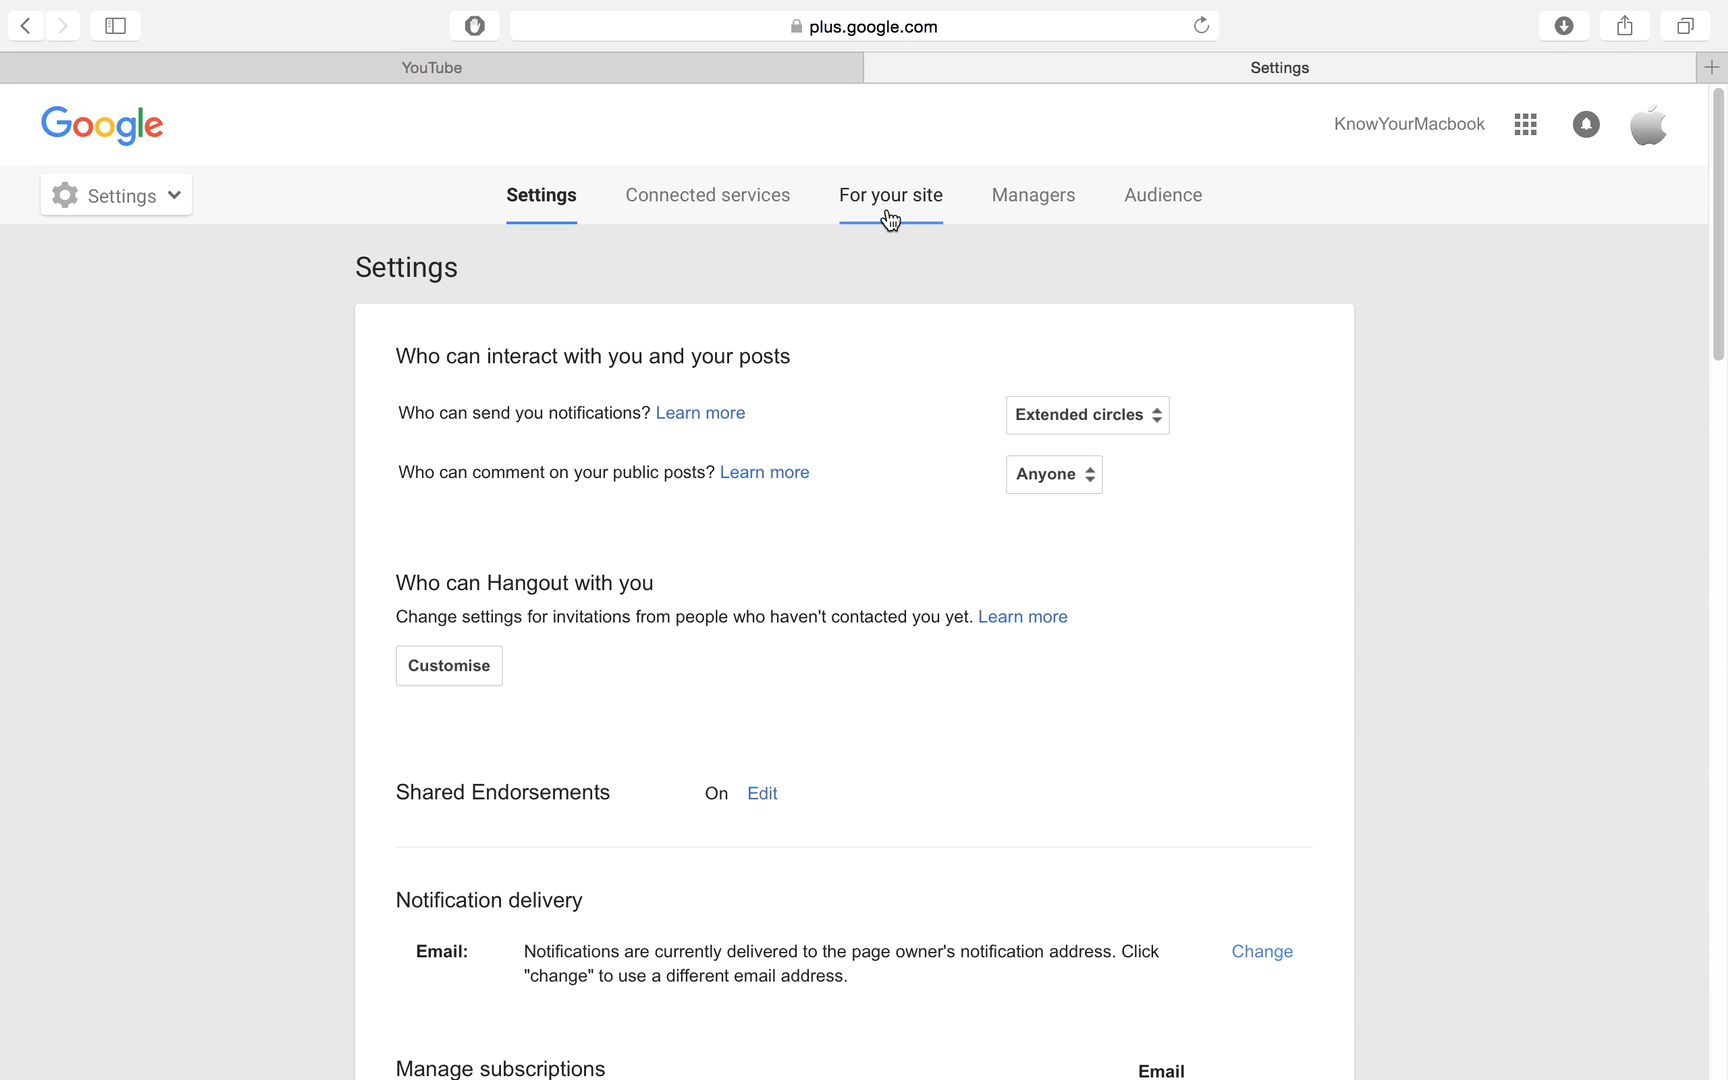 plus.google.com
YouTube
Settings
Google
KnowYourMacbook
Settings
Settings
Connected services
For your site
Managers
Audience
Settings
Who can interact with you and your posts
Who can send you notifications? Learn more
Extended circles
Who can comment on your public posts? Learn more
Anyone
Who can Hangout with you
Change settings for invitations from people who haven't contacted you yet. Learn more
Customise
Shared Endorsements
On Edit
Notification delivery
Email:
Notifications are currently delivered to the page owner's notification address. Click
"change" to use a different email address.
Change
Manage subscriptions
Email